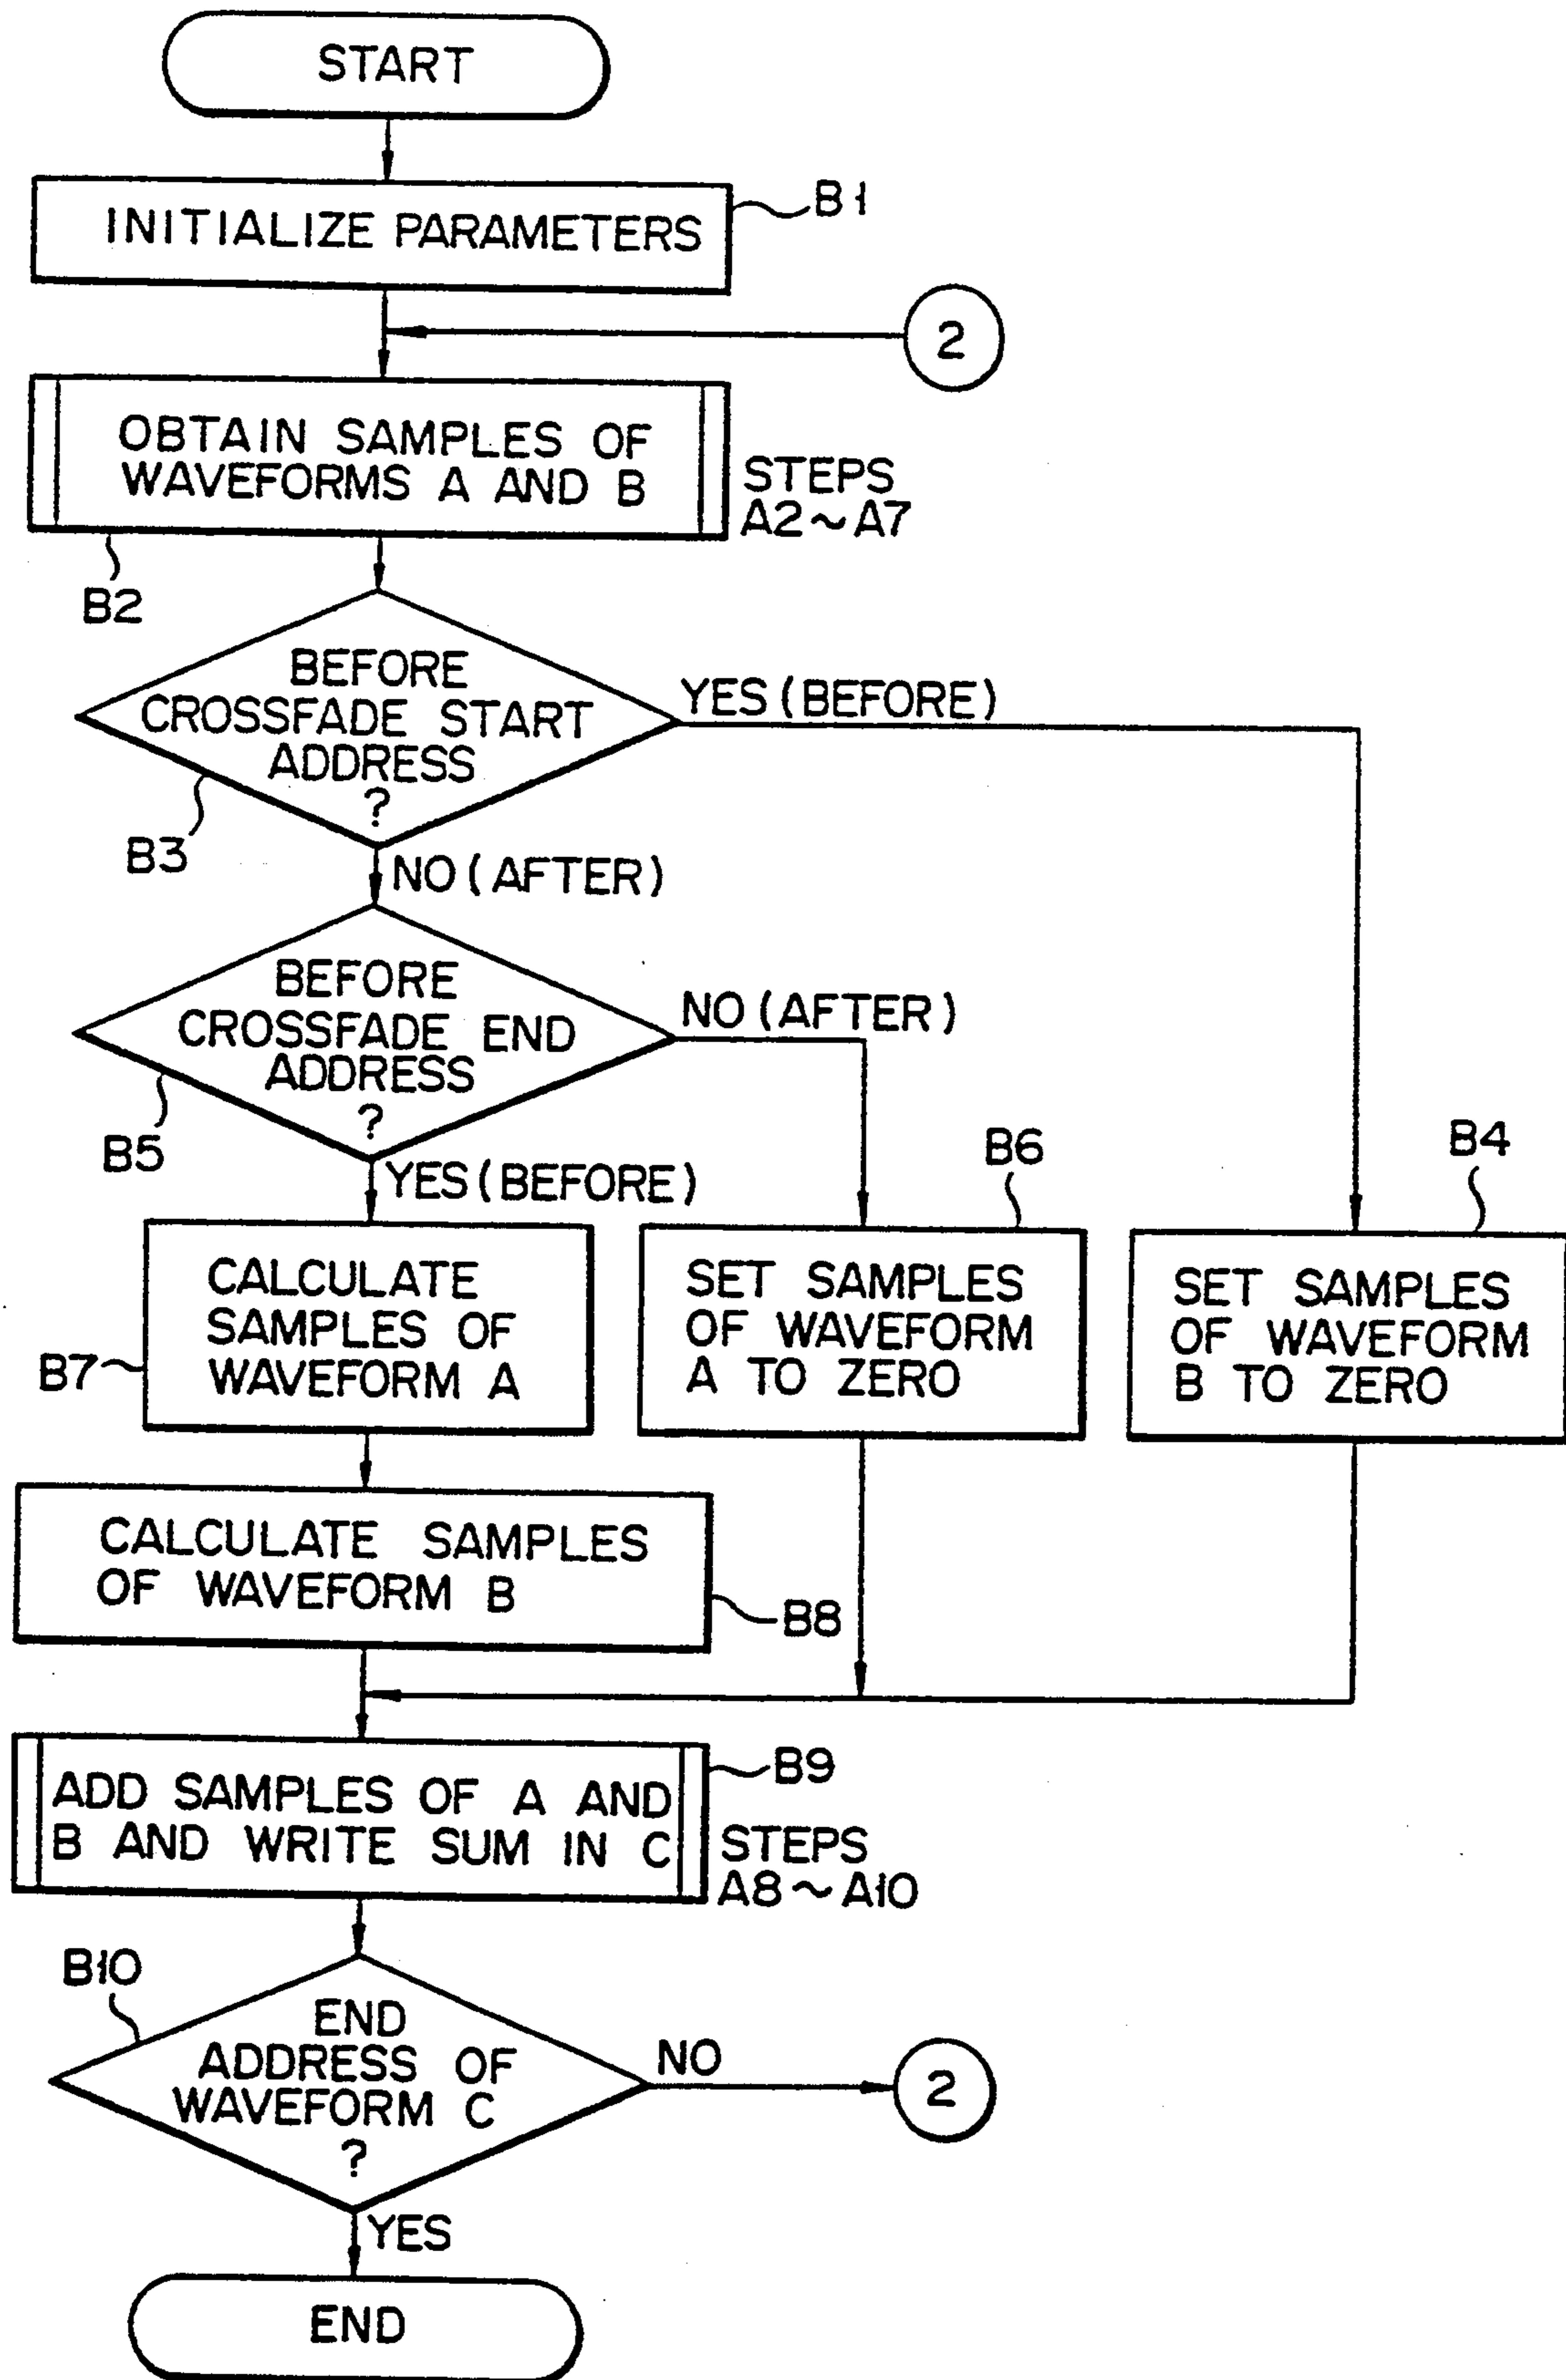 START
INITIALIZE PARAMETERS
B1
2
OBTAIN SAMPLES OF
WAVEFORMS A AND B
STEPS
A2~A7
B2
BEFORE
CROSSFADE START
ADDRESS
?
YES (BEFORE)
B3
NO (AFTER)
BEFORE
CROSSFADE END
ADDRESS
?
NO (AFTER)
B5
YES (BEFORE)
B6
B4
CALCULATE
SAMPLES OF
WAVEFORM A
B7
SET SAMPLES
OF WAVEFORM
A TO ZERO
SET SAMPLES
OF WAVEFORM
B TO ZERO
CALCULATE SAMPLES
OF WAVEFORM B
B8
ADD SAMPLES OF A AND
B AND WRITE SUM IN C
B9
STEPS
A8~A10
B10
END
ADDRESS OF
WAVEFORM C
?
NO
2
YES
END